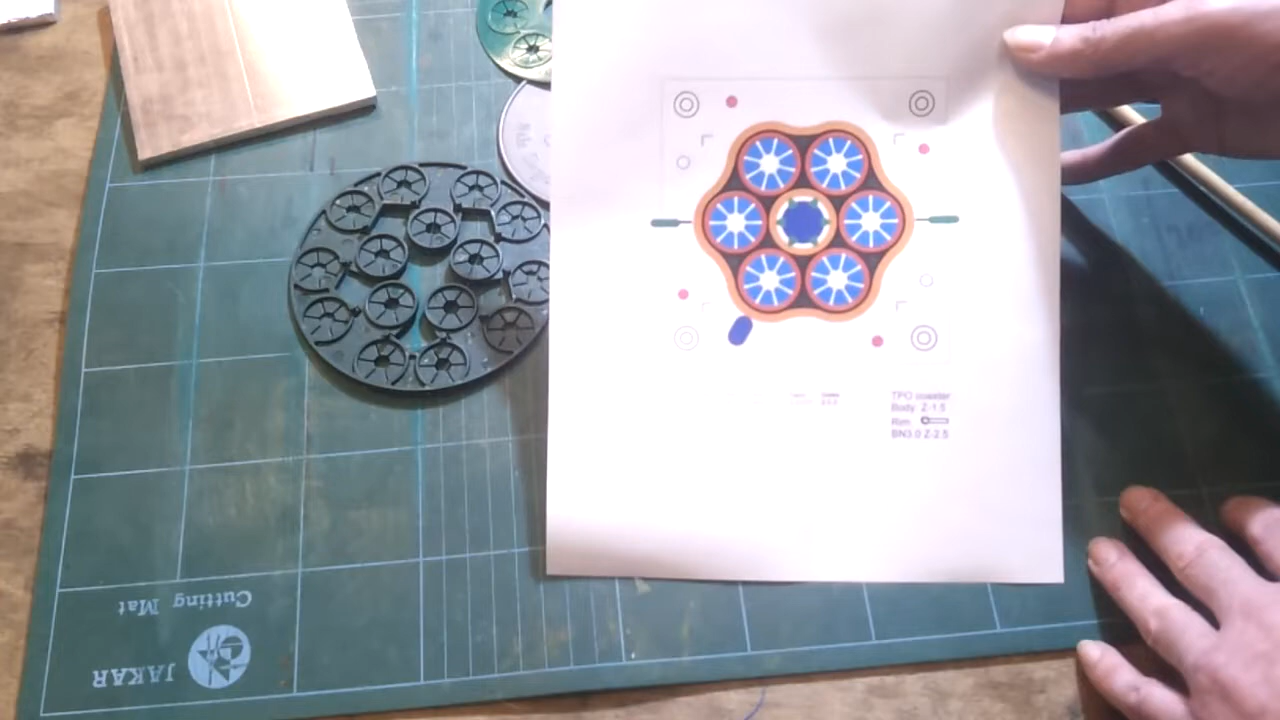 TPO coaster
Body Z-1.5
Rim
BN3.0 Z-2.5
Cutting Mat
JAKAR